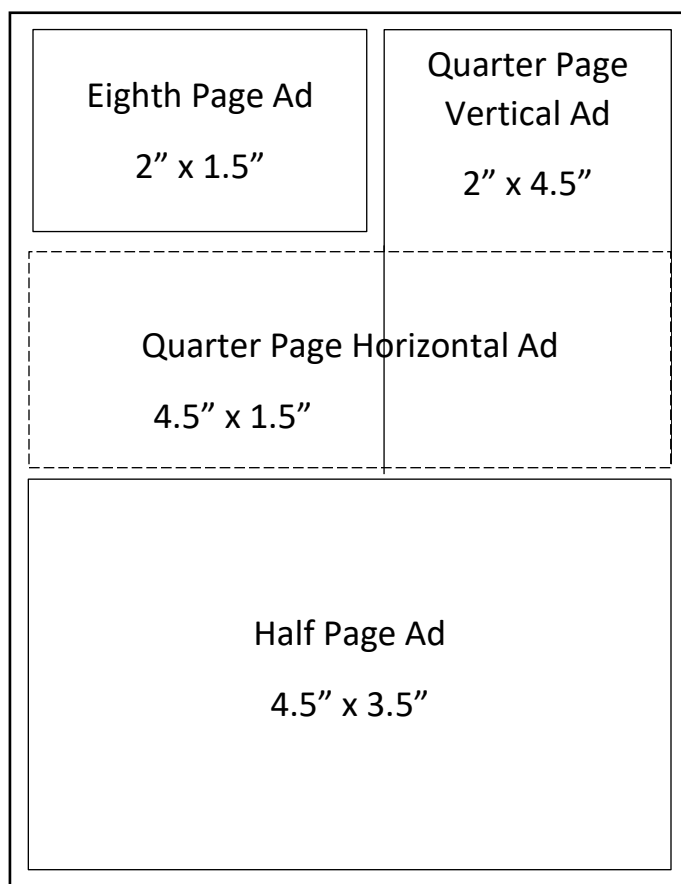 Eighth Page Ad
2” x 1.5”
Quarter Page
Vertical Ad
2” x 4.5”
Quarter Page Horizontal Ad
4.5” x 1.5”
Half Page Ad
4.5” x 3.5”